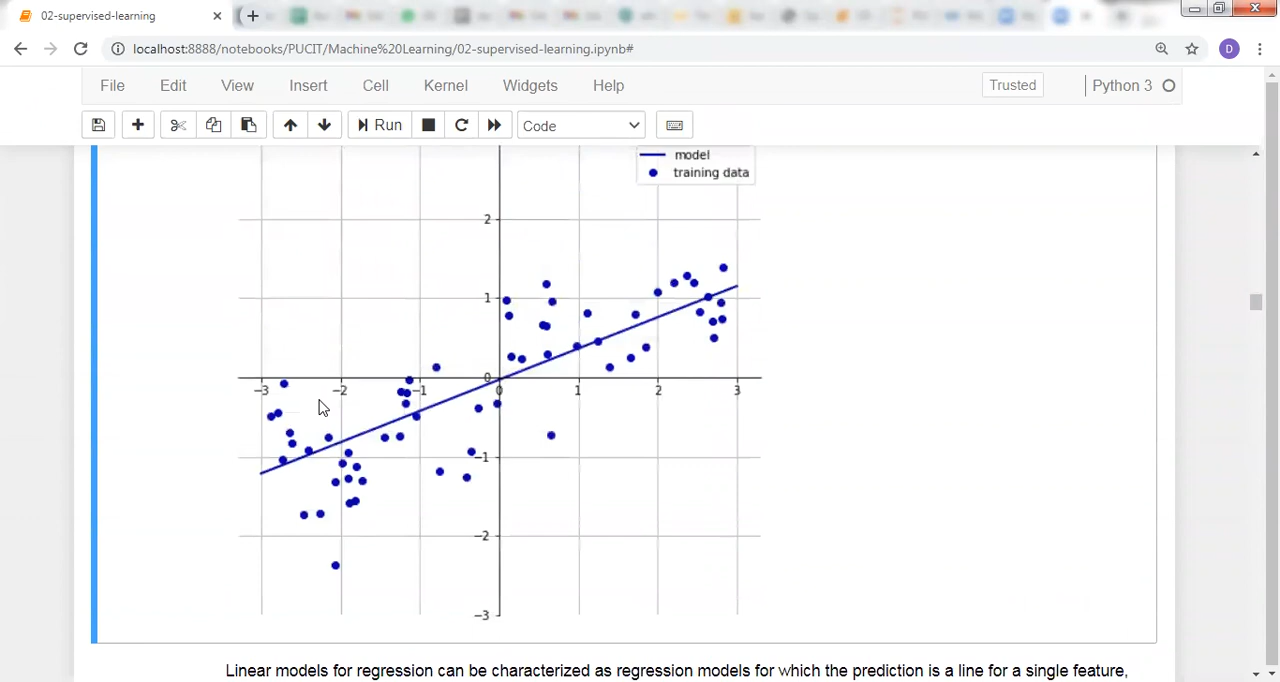 02-supervised-learning
localhost:8888/notebooks/PUCIT/Machine%20Learning/02-supervised-learning.ipynb#
D
File Edit View Insert Cell Kernel Widgets Help Trusted Python 3
Run Code
model
training data
2
1
0
-3 -2 -1 0 1 2 3
-1
-2
-3
Linear models for regression can be characterized as regression models for which the prediction is a line for a single feature,